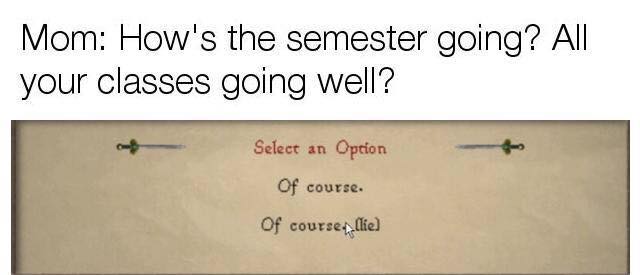 Mom: How's the semester going? All
your classes going well?
Select an Option
Of course.
Of course. (lie)